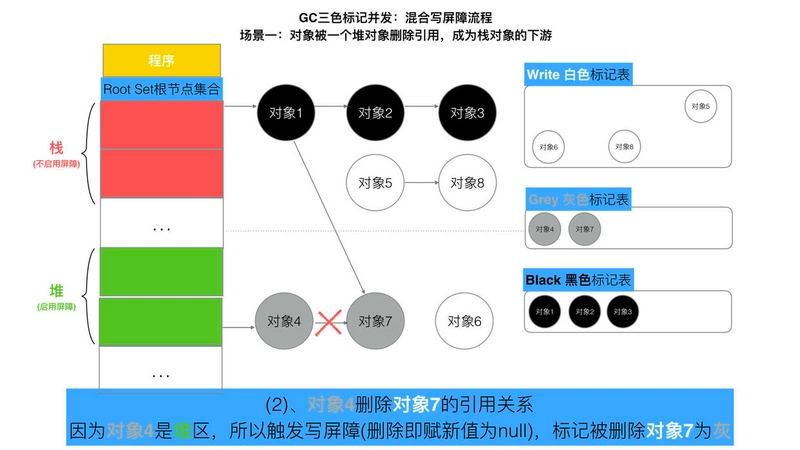 GC三色标记并发：混合写屏障流程
场景一：对象被一个堆对象删除引用，成为栈对象的下游
程序
Root Set根节点集合
栈
(不启用屏障)
...
堆
(启用屏障)
...
对象1
对象2
对象3
对象5
对象8
对象4
对象7
对象6
Write 白色标记表
对象5
对象6
对象8
Grey 灰色标记表
对象4
对象7
Black 黑色标记表
对象1
对象2
对象3
(2)、对象4删除对象7的引用关系
因为对象4是堆区，所以触发写屏障(删除即赋新值为null)，标记被删除对象7为灰